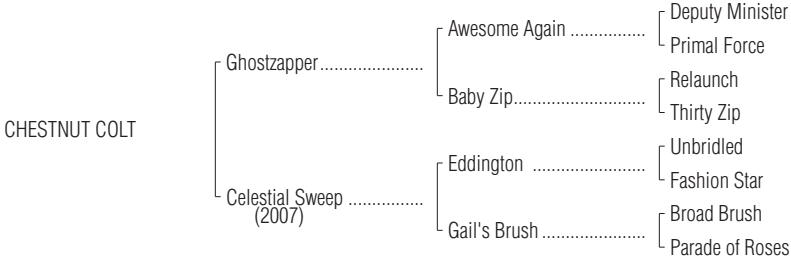 Deputy Minister
Awesome Again ................
Primal Force
Ghostzapper......................
Relaunch
Baby Zip............................
Thirty Zip
CHESTNUT COLT
Unbridled
Eddington ........................
Fashion Star
Celestial Sweep ................
(2007)
Broad Brush
Gail's Brush ......................
Parade of Roses